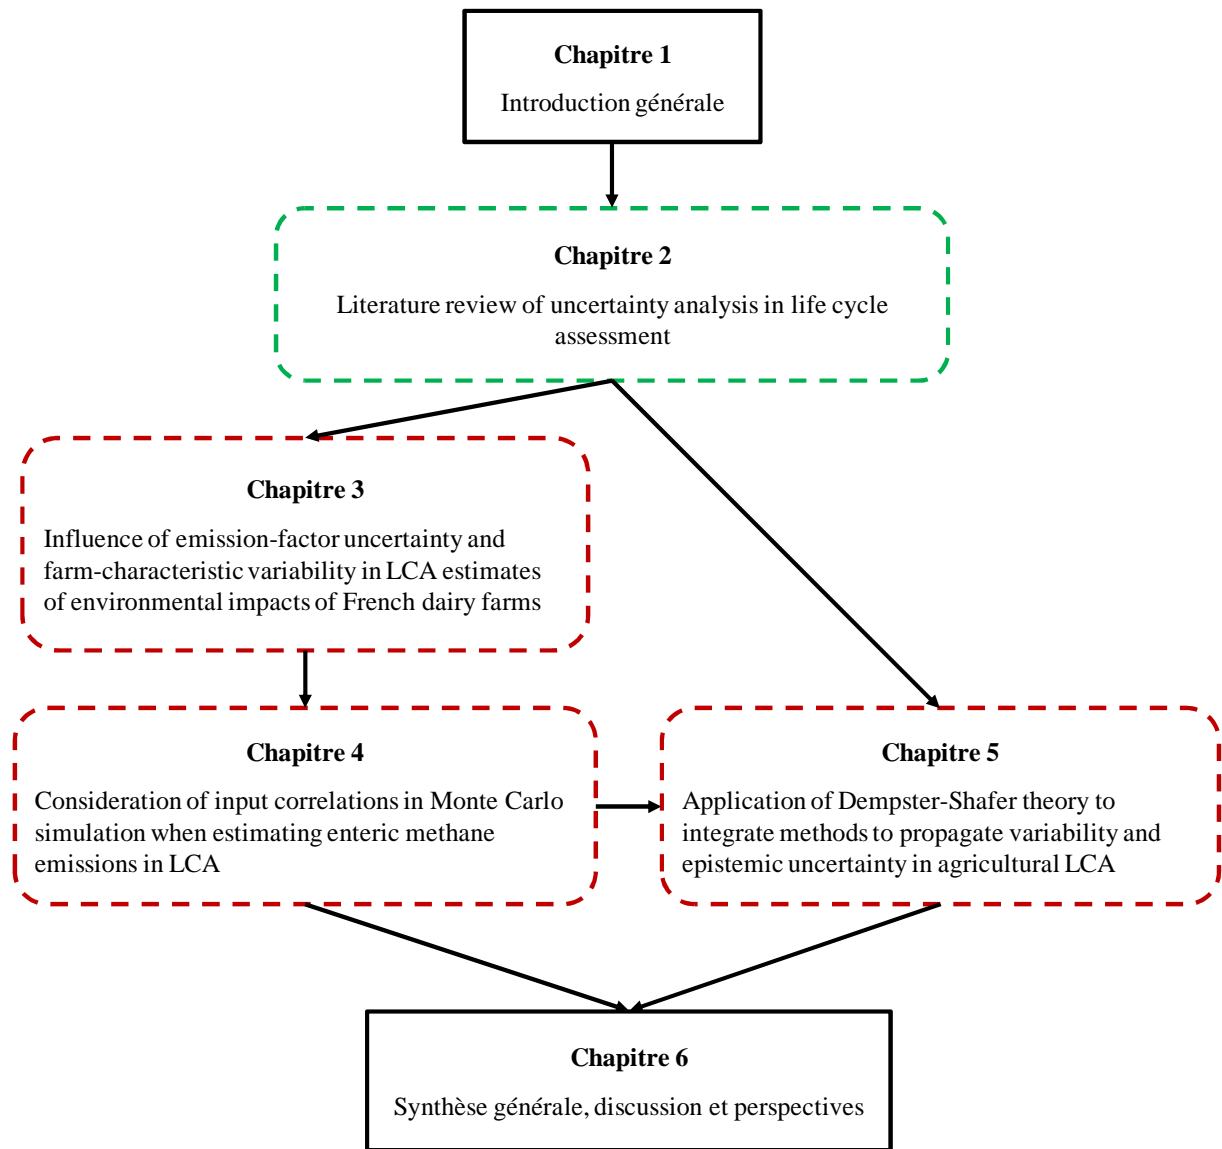 Chapitre 1
Introduction générale
Chapitre 2
Literature review of uncertainty analysis in life cycle
assessment
Chapitre 3
Influence of emission-factor uncertainty and
farm-characteristic variability in LCA estimates
of environmental impacts of French dairy farms
Chapitre 4
Consideration of input correlations in Monte Carlo
simulation when estimating enteric methane
emissions in LCA
Chapitre 5
Application of Dempster-Shafer theory to
integrate methods to propagate variability and
epistemic uncertainty in agricultural LCA
Chapitre 6
Synthèse générale, discussion et perspectives